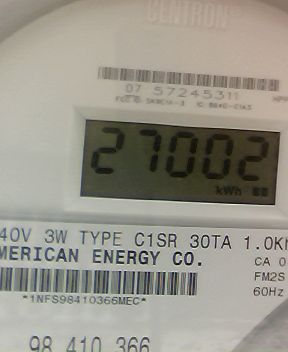 CENTRON
07 57245311
27002
kWh
40V 3W TYPE C1SR 30TA 1.0Kh
MERICAN ENERGY CO.
CA 0
FM2S
60Hz
*1NFS98410366MEC*
98 410 366